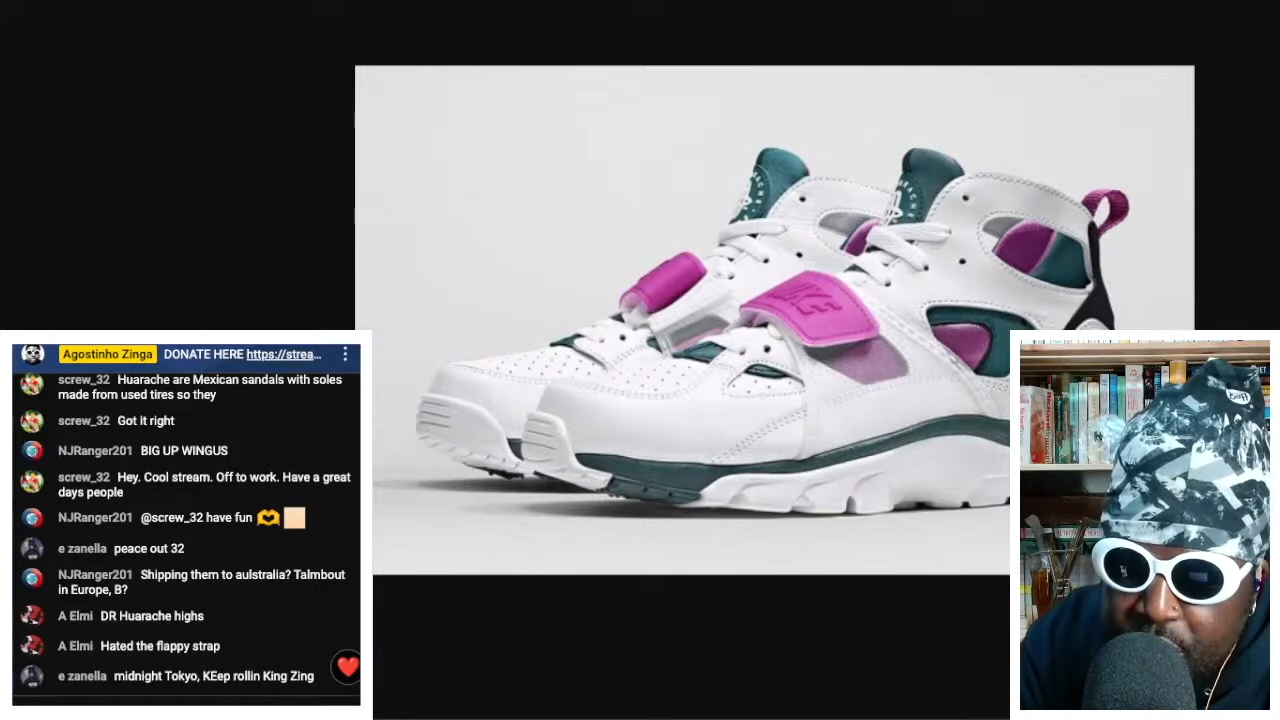 Agostinho Zinga DONATE HERE https://strea...
screw_32 Huarache are Mexican sandals with soles
made from used tires so they
screw_32 Got it right
NJRanger201 BIG UP WINGUS
screw_32 Hey. Cool stream. Off to work. Have a great
days people
NJRanger201 @screw_32 have fun
e zanella peace out 32
NJRanger201 Shipping them to aulstralia? Talmbout
in Europe, B?
A Elmi DR Huarache highs
A Elmi Hated the flappy strap
e zanella midnight Tokyo, KEep rollin King Zing
NIKE
Buff